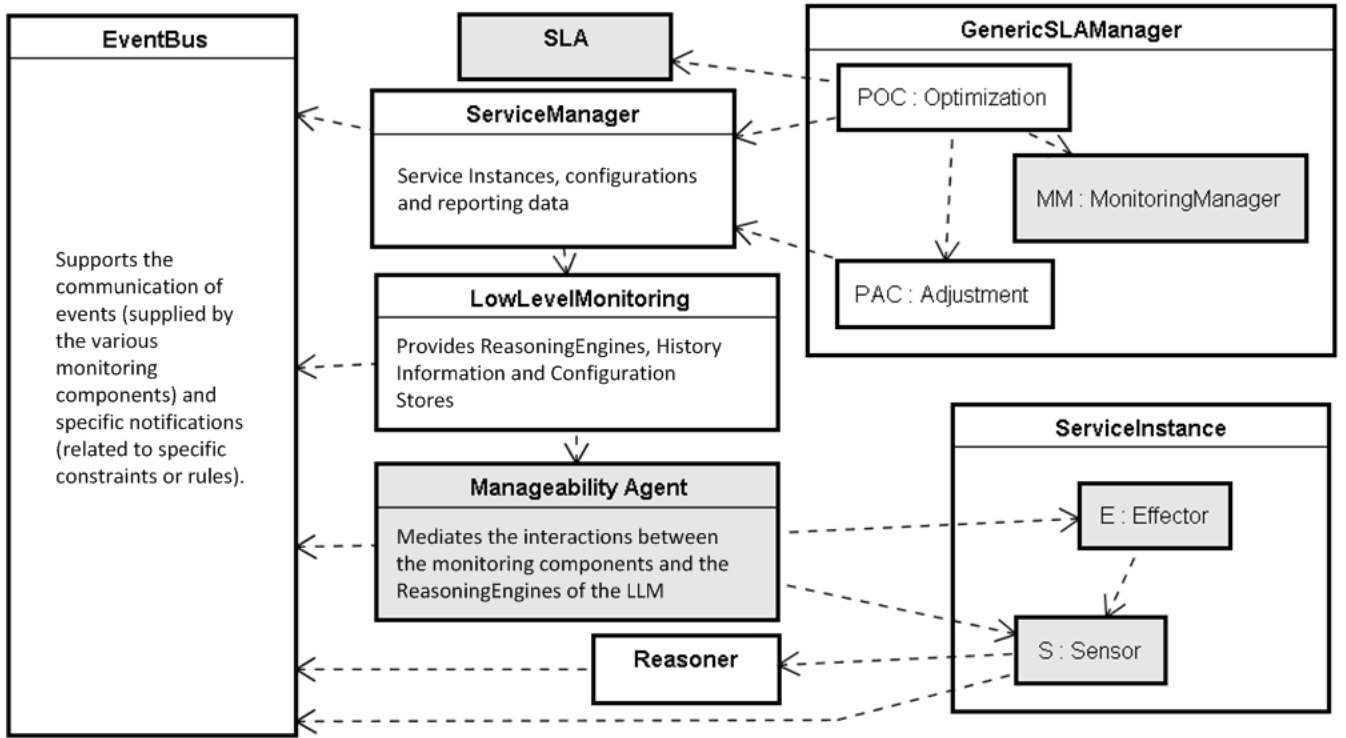 EventBus
Supports the
communication of
events (supplied by
the various
monitoring
components) and
specific notifications
(related to specific
constraints or rules).
SLA
ServiceManager
Service Instances, configurations
and reporting data
LowLevelMonitoring
Provides ReasoningEngines, History
Information and Configuration
Stores
Manageability Agent
Mediates the interactions between
the monitoring components and the
ReasoningEngines of the LLM
Reasoner
GenericSLAManager
POC : Optimization
MM : MonitoringManager
PAC : Adjustment
ServiceInstance
E : Effector
S : Sensor